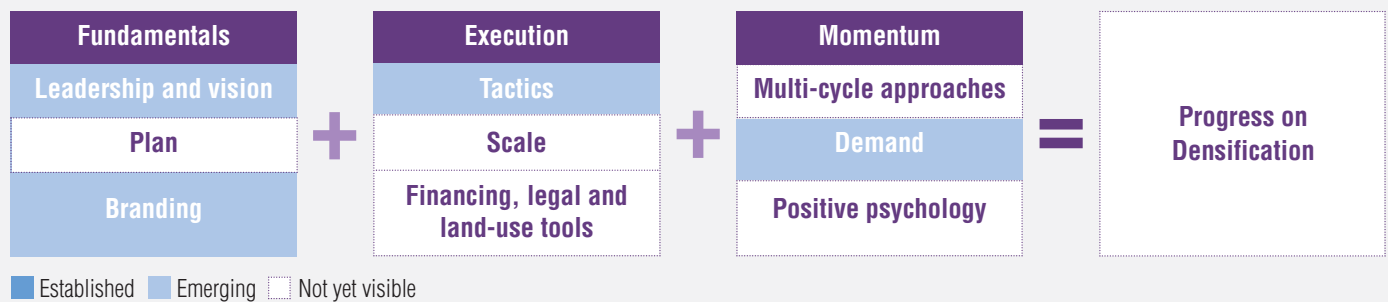 Fundamentals
Leadership and vision
Plan
Branding
+
Execution
Tactics
Scale
Financing, legal and
land-use tools
+
Momentum
Multi-cycle approaches
Demand
Positive psychology
=
Progress on
Densification
Established Emerging Not yet visible